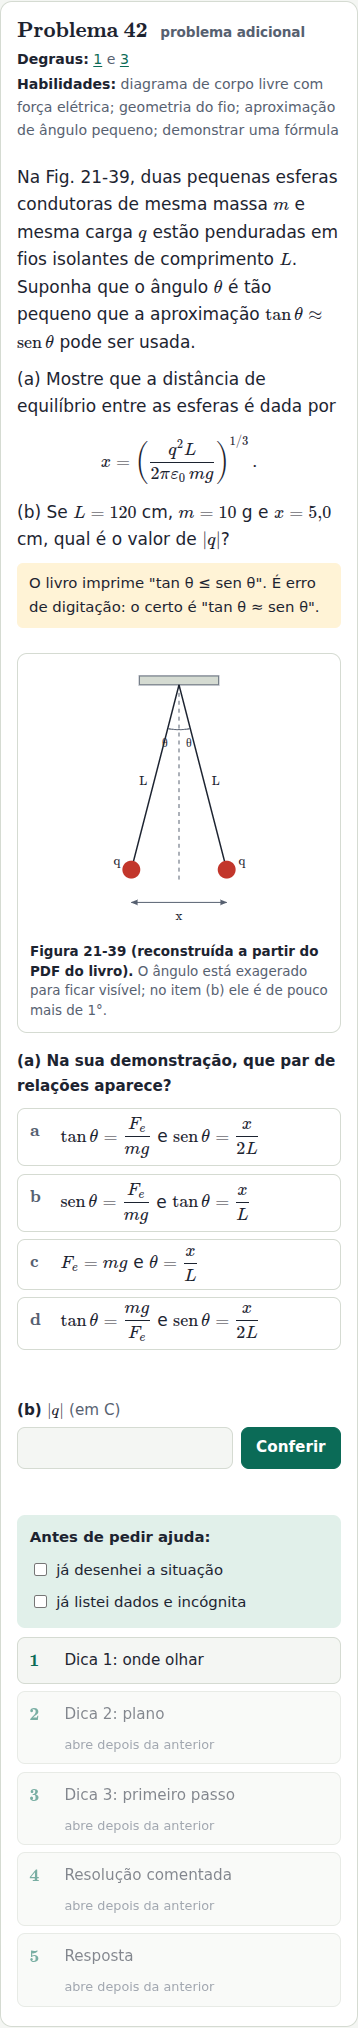 Problema 42 problema adicional
Degraus: 1 e 3
Habilidades: diagrama de corpo livre com
força elétrica; geometria do fio; aproximação
de ângulo pequeno; demonstrar uma fórmula
Na Fig. 21-39, duas pequenas esferas
condutoras de mesma massa m e
mesma carga q estão penduradas em
fios isolantes de comprimento L.
Suponha que o ângulo θ é tão
pequeno que a aproximação tan θ ≈
sen θ pode ser usada.
(a) Mostre que a distância de
equilíbrio entre as esferas é dada por
x = (q²L / 2πε₀ mg)^1/3.
(b) Se L = 120 cm, m = 10 g e x = 5,0
cm, qual é o valor de |q|?
O livro imprime "tan θ ≤ sen θ". É erro
de digitação: o certo é "tan θ ≈ sen θ".
θ θ
L L
q q
x
Figura 21-39 (reconstruída a partir do
PDF do livro). O ângulo está exagerado
para ficar visível; no item (b) ele é de pouco
mais de 1°.
(a) Na sua demonstração, que par de
relações aparece?
a tan θ = Fₑ/mg e sen θ = x/2L
b sen θ = Fₑ/mg e tan θ = x/L
c Fₑ = mg e θ = x/L
d tan θ = mg/Fₑ e sen θ = x/2L
(b) |q| (em C)
Conferir
Antes de pedir ajuda:
já desenhei a situação
já listei dados e incógnita
1 Dica 1: onde olhar
2 Dica 2: plano
abre depois da anterior
3 Dica 3: primeiro passo
abre depois da anterior
4 Resolução comentada
abre depois da anterior
5 Resposta
abre depois da anterior